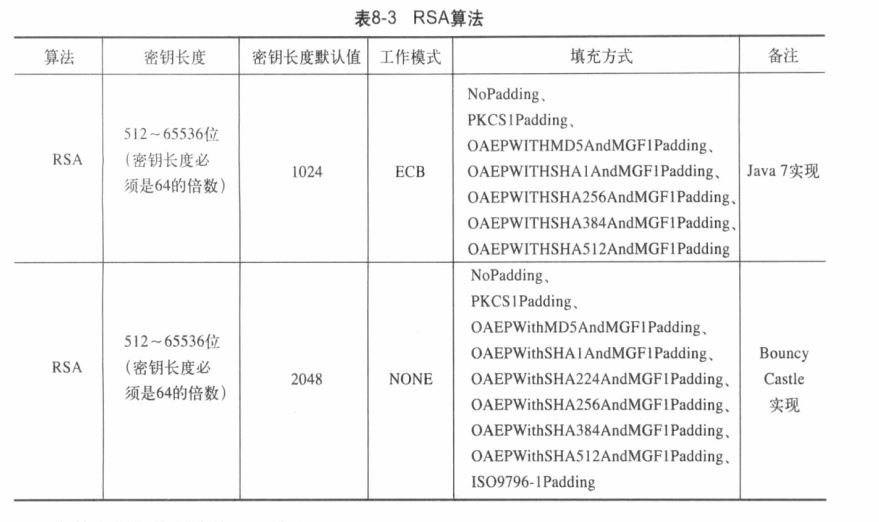 表8-3 RSA算法
算法 密钥长度 密钥长度默认值 工作模式 填充方式 备注
RSA
512～65536位
(密钥长度必
须是64的倍数)
1024
ECB
NoPadding、
PKCS1Padding、
OAEPWITHMD5AndMGF1Padding、
OAEPWITHSHA1AndMGF1Padding、
OAEPWITHSHA256AndMGF1Padding、
OAEPWITHSHA384AndMGF1Padding、
OAEPWITHSHA512AndMGF1Padding
Java 7实现
RSA
512～65536位
(密钥长度必
须是64的倍数)
2048
NONE
NoPadding、
PKCS1Padding、
OAEPWithMD5AndMGF1Padding、
OAEPWithSHA1AndMGF1Padding、
OAEPWithSHA224AndMGF1Padding、
OAEPWithSHA256AndMGF1Padding、
OAEPWithSHA384AndMGF1Padding、
OAEPWithSHA512AndMGF1Padding、
ISO9796-1Padding
Bouncy
Castle
实现